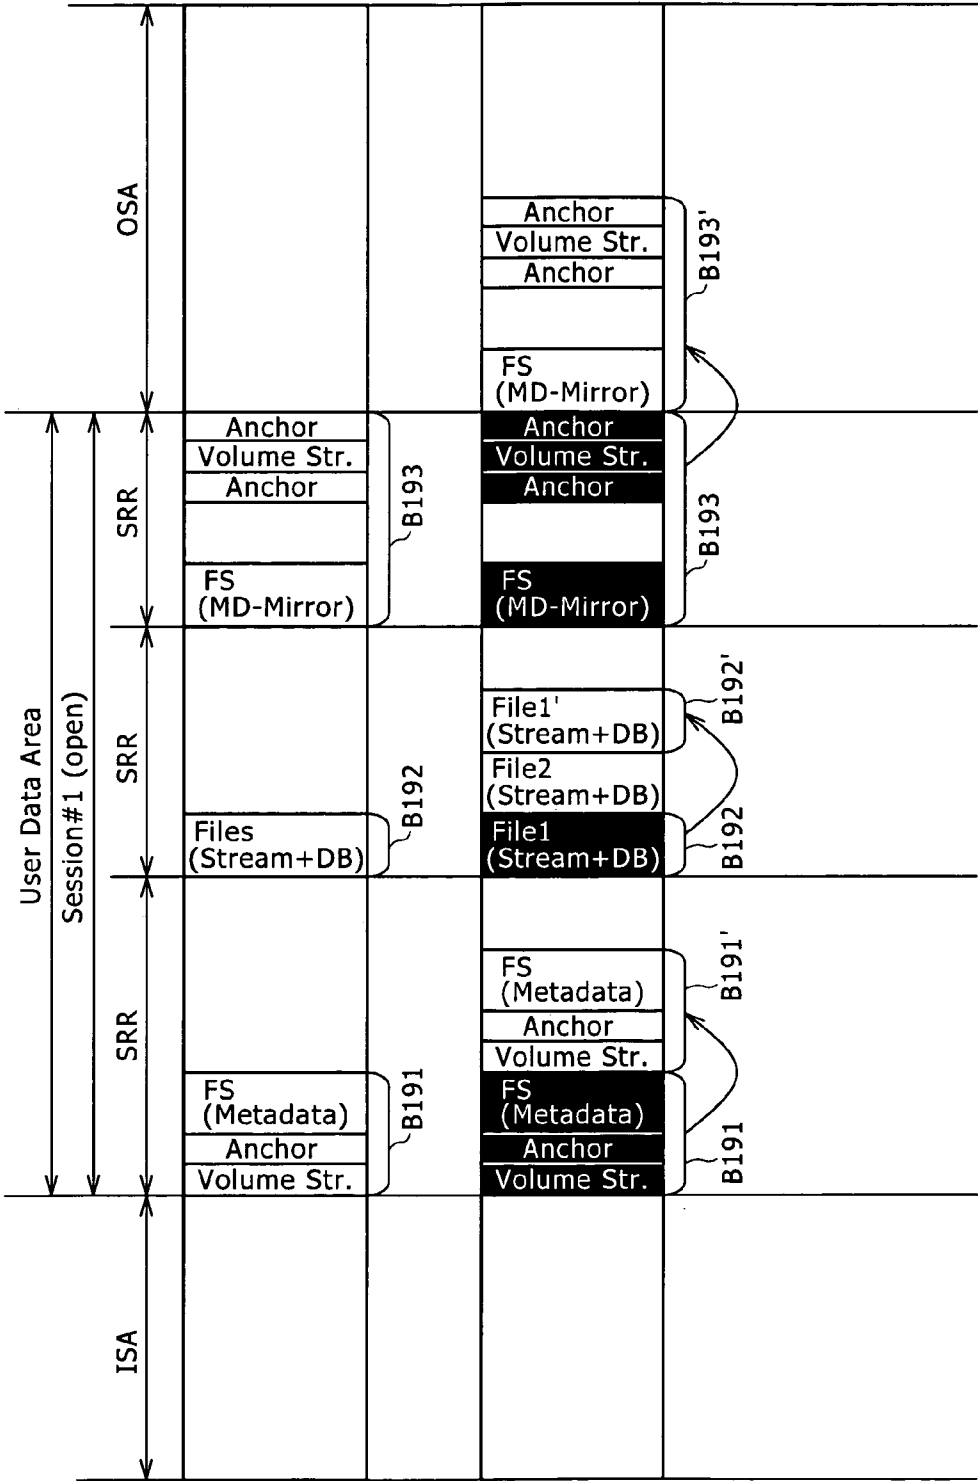 User Data Area
Session#1 (open)
OSA
SRR
SRR
SRR
ISA
Anchor
Volume Str.
Anchor
FS
(MD-Mirror)
B193
Files
(Stream+DB)
B192
FS
(Metadata)
Anchor
Volume Str.
B191
Anchor
Volume Str.
Anchor
FS
(MD-Mirror)
B193'
Anchor
Volume Str.
Anchor
FS
(MD-Mirror)
B193
File1'
(Stream+DB)
B192'
File2
(Stream+DB)
File1
(Stream+DB)
B192
FS
(Metadata)
Anchor
Volume Str.
B191'
FS
(Metadata)
Anchor
Volume Str.
B191